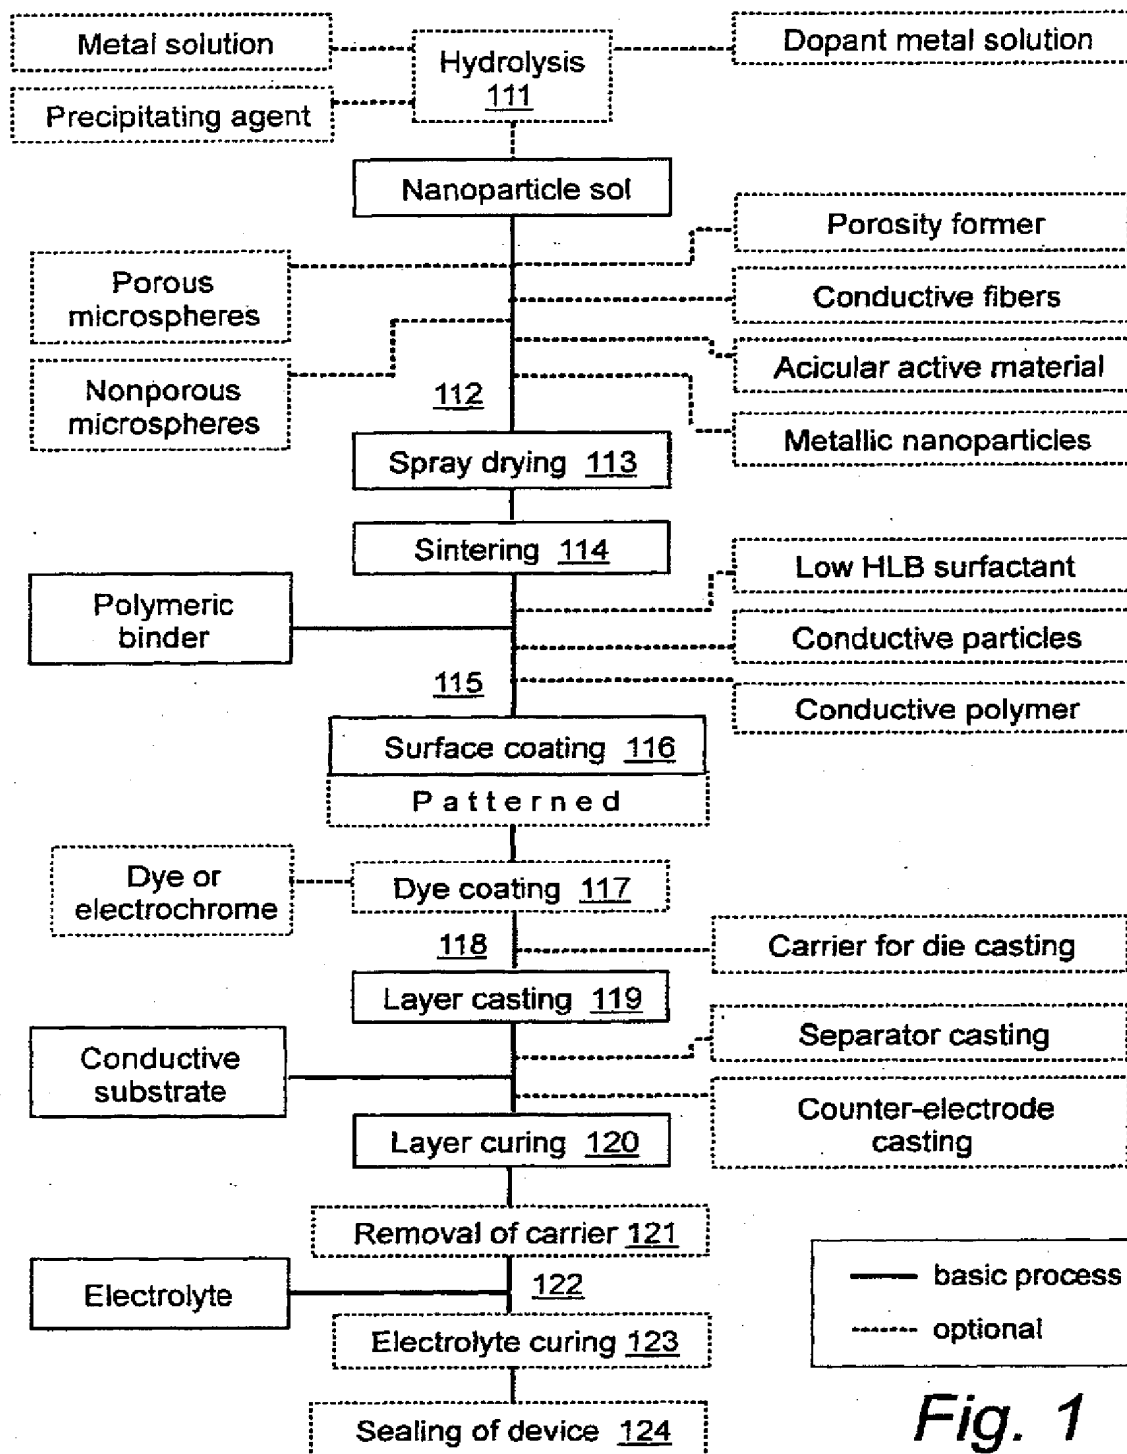 Metal solution
Hydrolysis
111
Dopant metal solution
Precipitating agent
Nanoparticle sol
Porosity former
Porous
microspheres
Conductive fibers
Nonporous
microspheres
Acicular active material
112
Metallic nanoparticles
Spray drying 113
Sintering 114
Low HLB surfactant
Polymeric
binder
Conductive particles
115
Conductive polymer
Surface coating 116
Patterned
Dye or
electrochrome
Dye coating 117
118
Carrier for die casting
Layer casting 119
Separator casting
Conductive
substrate
Counter-electrode
casting
Layer curing 120
Removal of carrier 121
Electrolyte
122
basic process
optional
Electrolyte curing 123
Sealing of device 124
Fig. 1